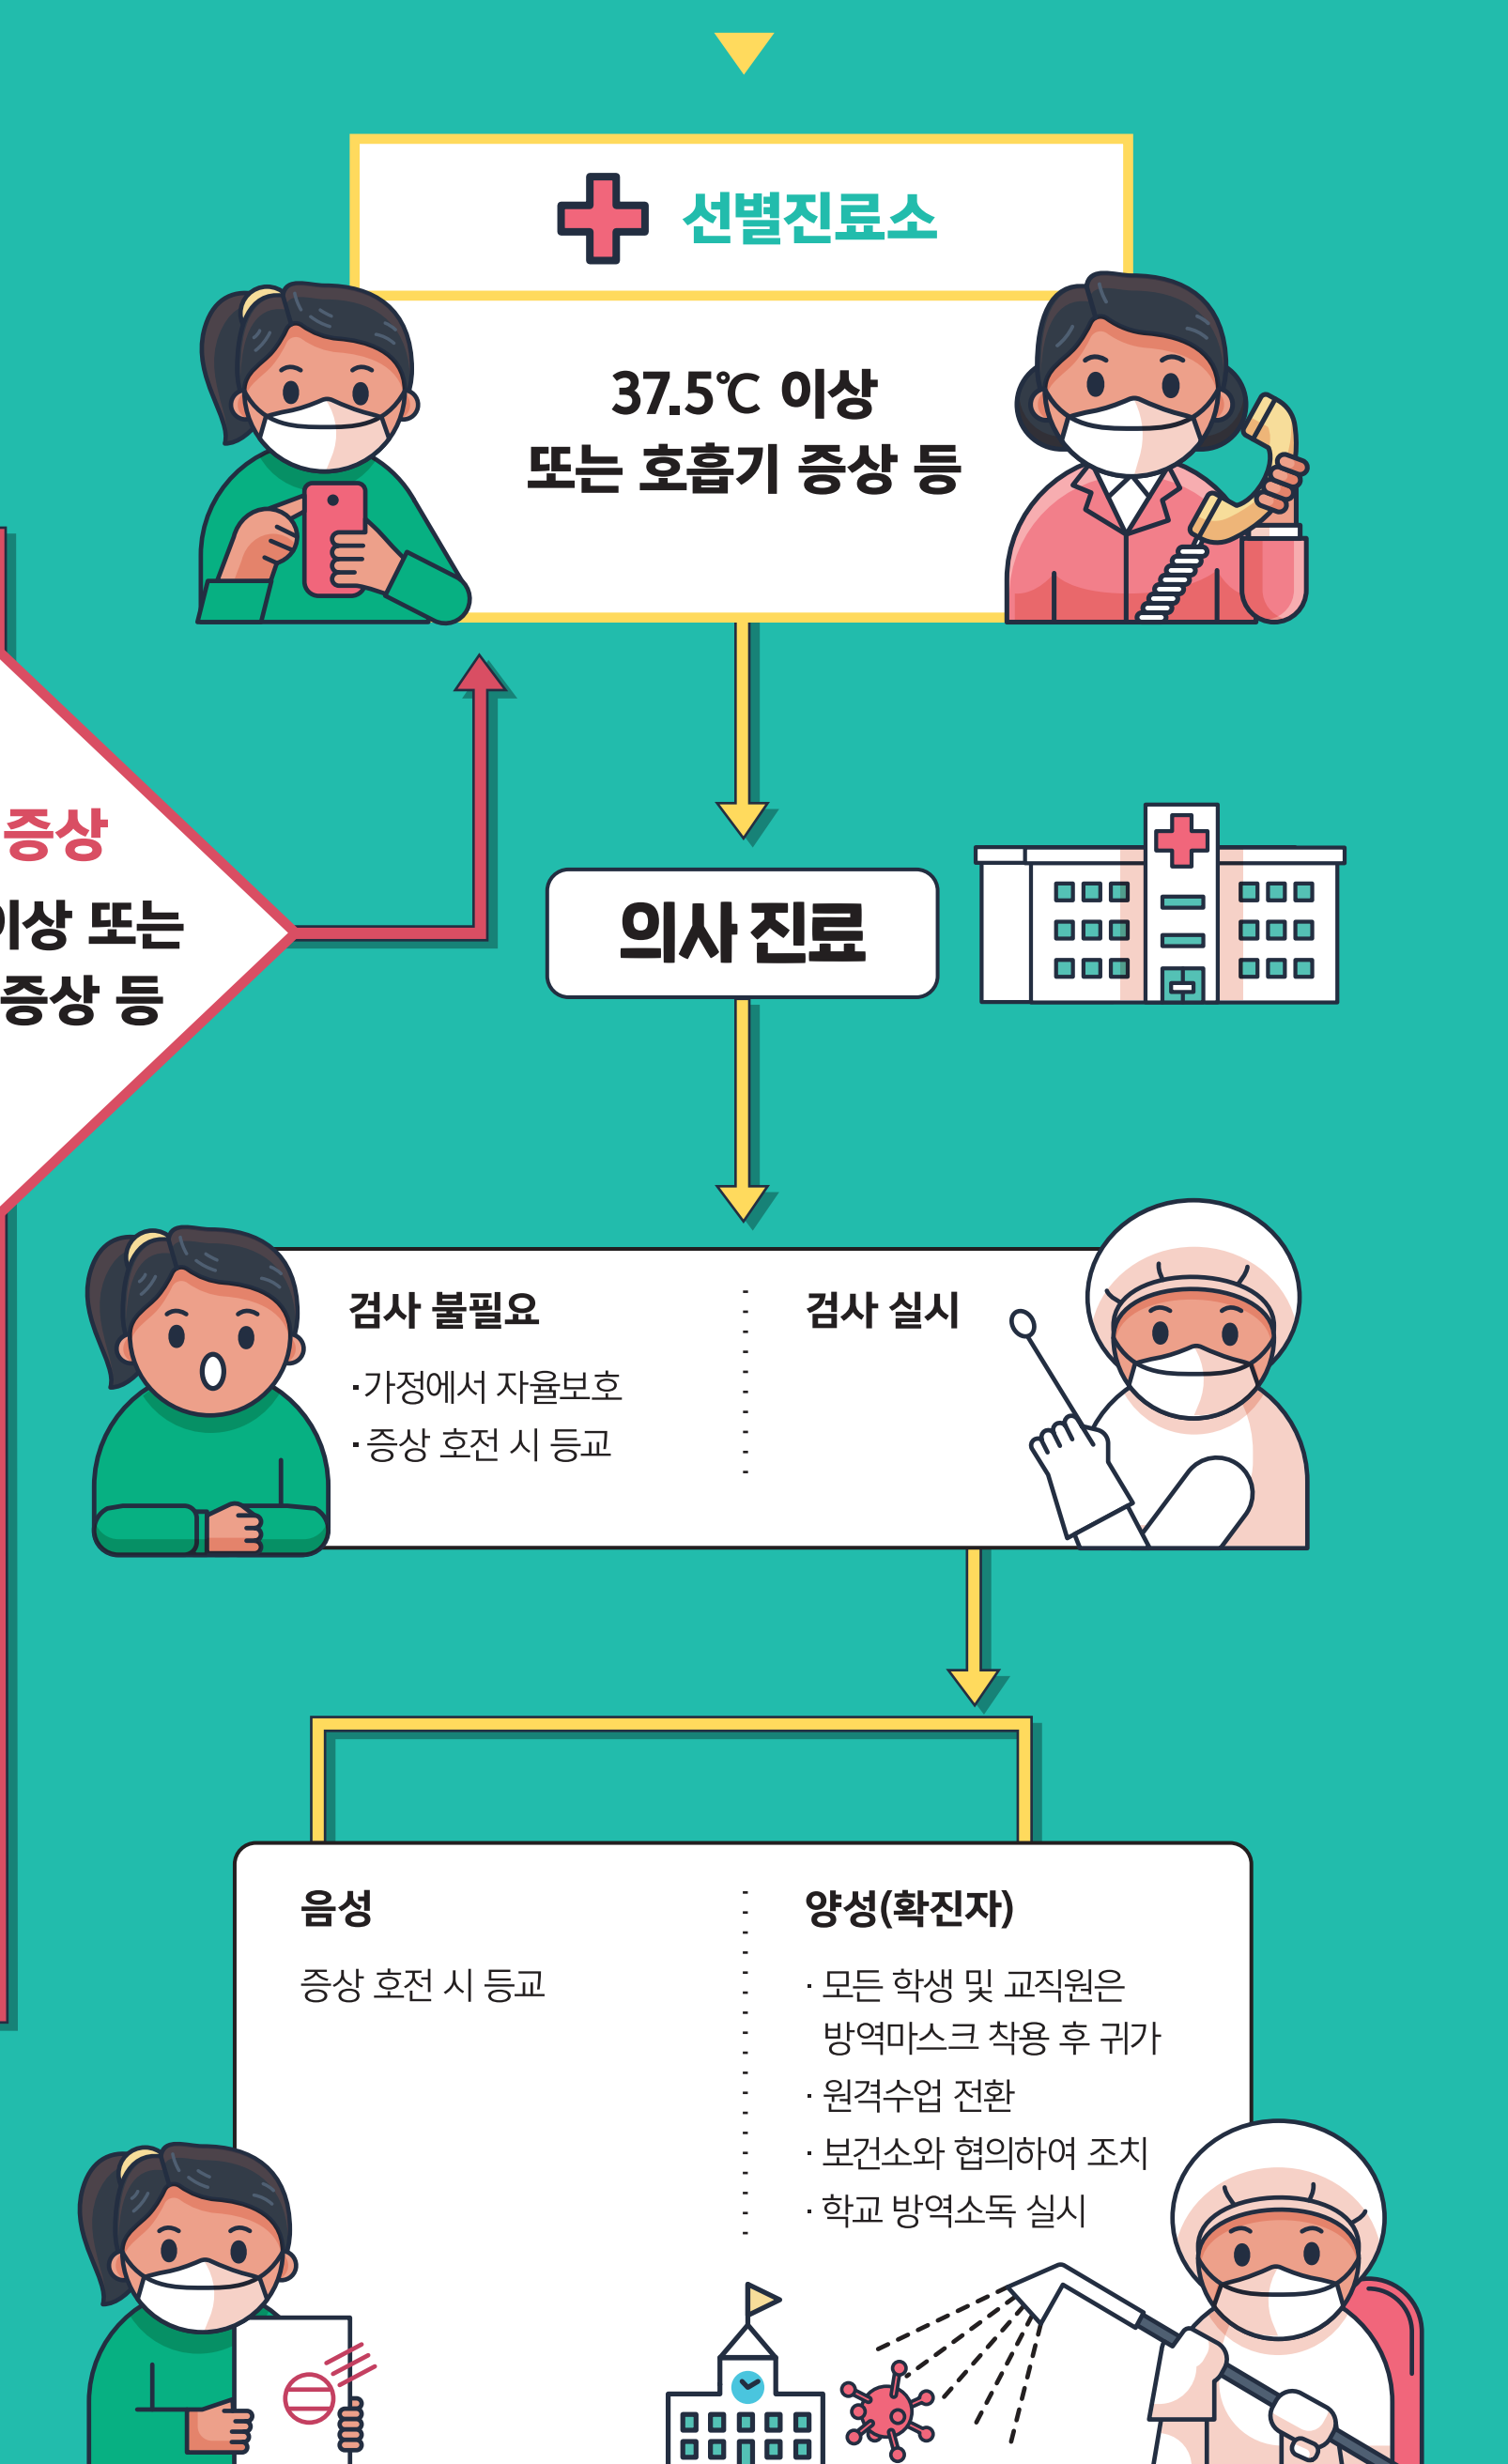 선별진료소
37.5℃ 이상
또는 호흡기 증상 등
증상
이상 또는
증상 등
의사 진료
검사 불필요
·가정에서 자율보호
·증상 호전 시 등교
검사 실시
음성
증상 호전 시 등교
양성(확진자)
· 모든 학생 및 교직원은
방역마스크 착용 후 귀가
· 원격수업 전환
· 보건소와 협의하여 조치
· 학교 방역소독 실시